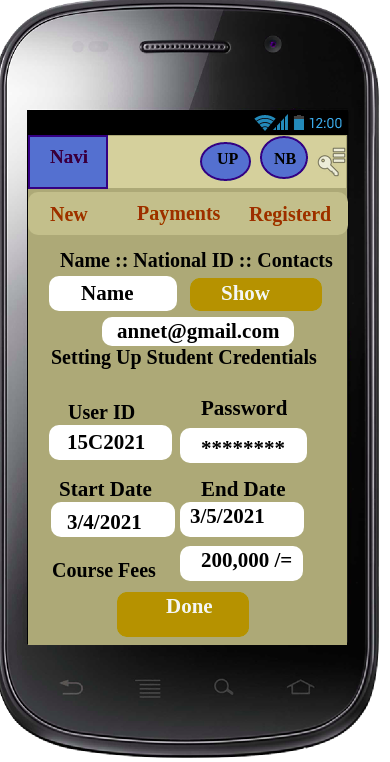 12:00
Navi
UP NB
New Payments Registerd
Name :: National ID :: Contacts
Name Show
annet@gmail.com
Setting Up Student Credentials
User ID Password
15C2021 ********
Start Date End Date
3/4/2021 3/5/2021
Course Fees 200,000 /=
Done